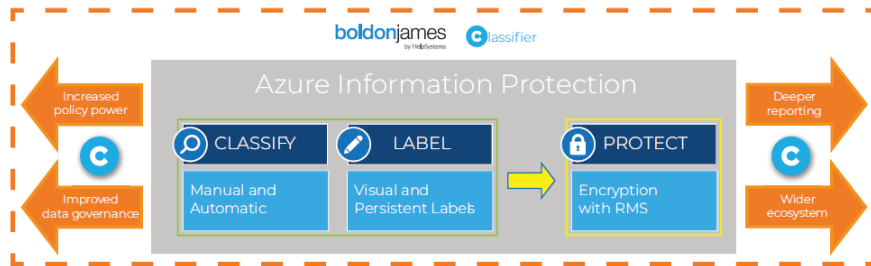 boldonjames
by HelpSystems
Classifier
Azure Information Protection
Increased
policy power
C
Improved
data governance
CLASSIFY
Manual and
Automatic
LABEL
Visual and
Persistent Labels
PROTECT
Encryption
with RMS
Deeper
reporting
C
Wider
ecosystem